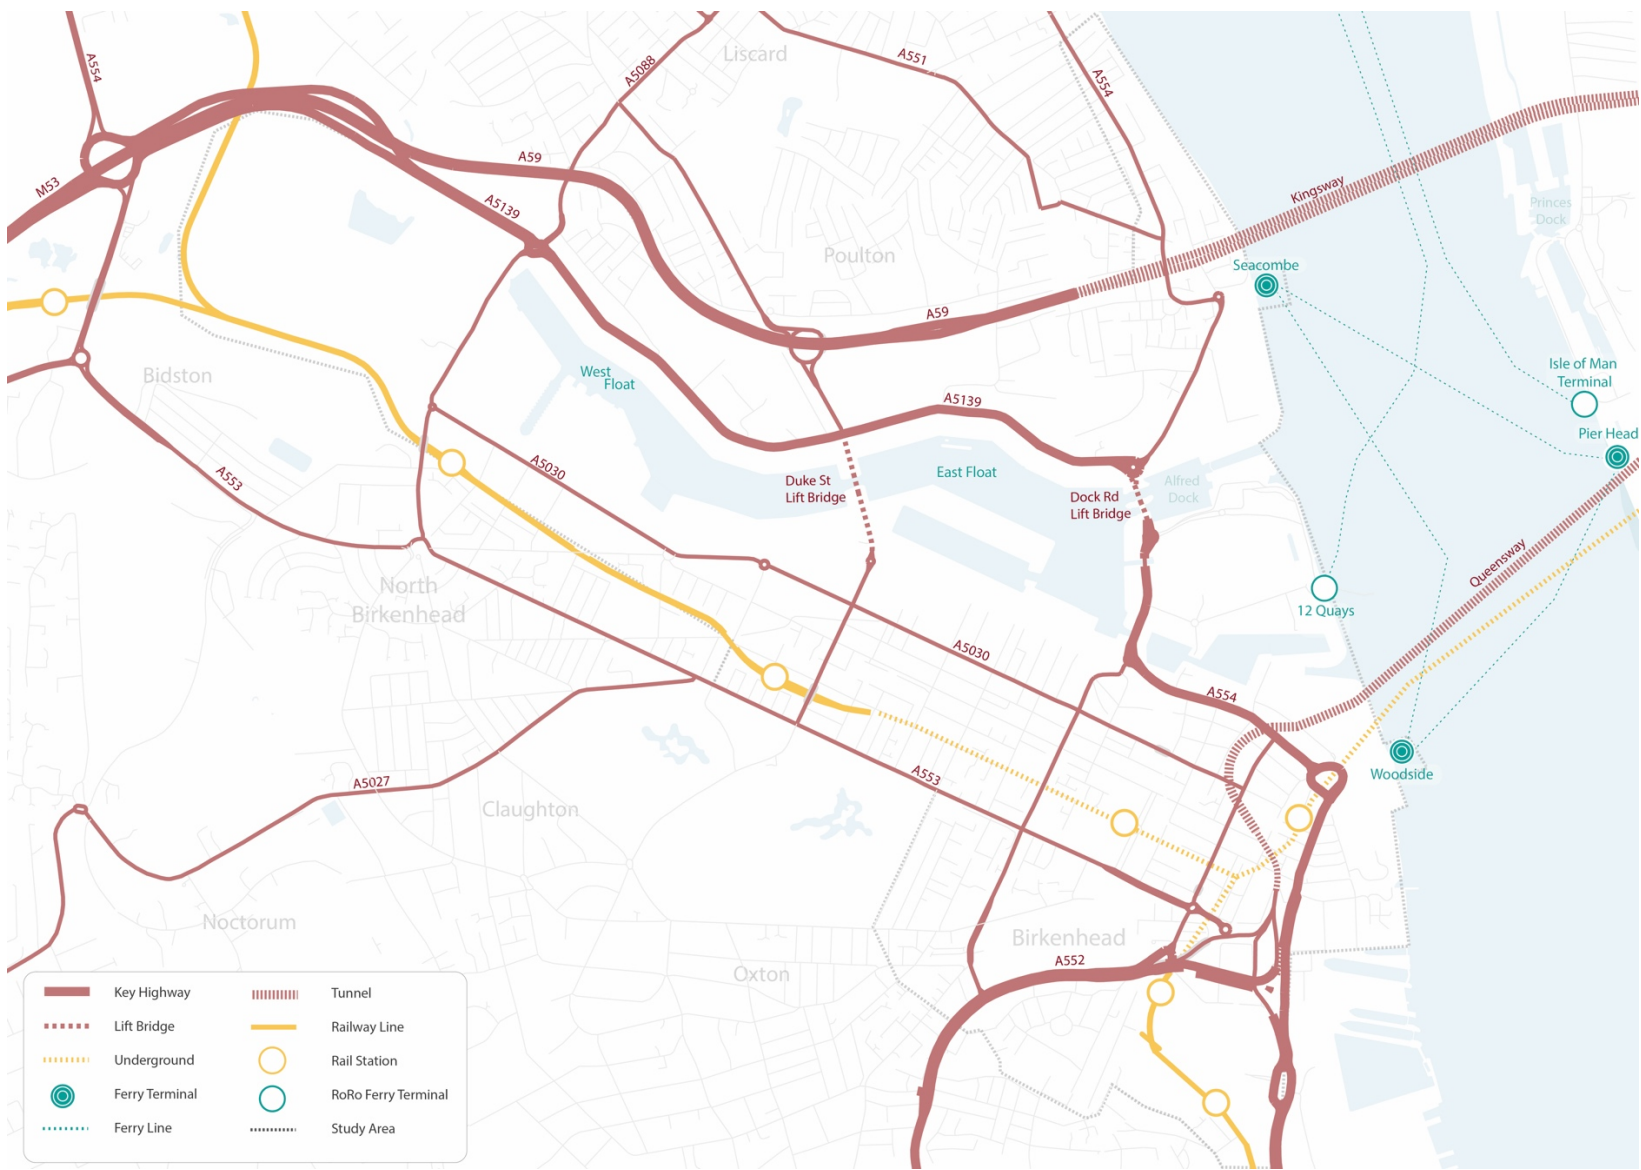 Liscard
A554
A5088
A551
A554
A59
M53
A5139
Kingsway
Princes
Dock
Poulton
Seacombe
A59
Isle of Man
Terminal
Bidston
West
Float
A5139
Pier Head
A553
A5030
Duke St
Lift Bridge
East Float
Dock Rd
Lift Bridge
Alfred
Dock
Queensway
North
Birkenhead
12 Quays
A5030
A554
Woodside
A5027
A553
Claughton
Noctorum
Birkenhead
A552
Oxton
Key Highway
Tunnel
Lift Bridge
Railway Line
Underground
Rail Station
Ferry Terminal
RoRo Ferry Terminal
Ferry Line
Study Area